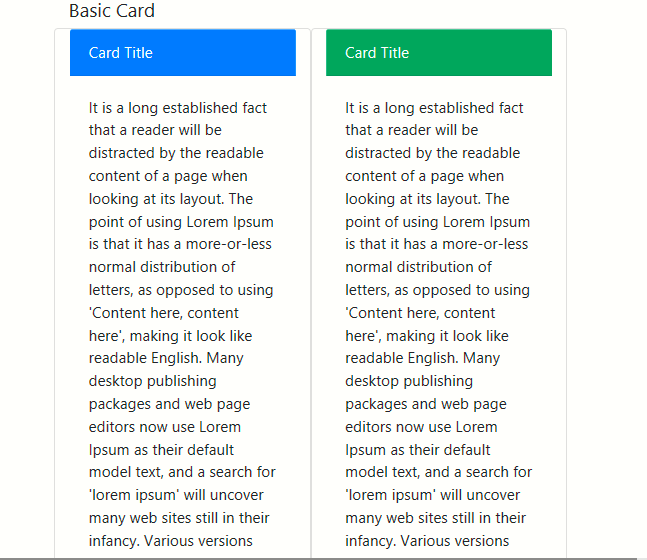 Basic Card
Card Title
It is a long established fact
that a reader will be
distracted by the readable
content of a page when
looking at its layout. The
point of using Lorem Ipsum
is that it has a more-or-less
normal distribution of
letters, as opposed to using
'Content here, content
here', making it look like
readable English. Many
desktop publishing
packages and web page
editors now use Lorem
Ipsum as their default
model text, and a search for
'lorem ipsum' will uncover
many web sites still in their
infancy. Various versions
Card Title
It is a long established fact
that a reader will be
distracted by the readable
content of a page when
looking at its layout. The
point of using Lorem Ipsum
is that it has a more-or-less
normal distribution of
letters, as opposed to using
'Content here, content
here', making it look like
readable English. Many
desktop publishing
packages and web page
editors now use Lorem
Ipsum as their default
model text, and a search for
'lorem ipsum' will uncover
many web sites still in their
infancy. Various versions